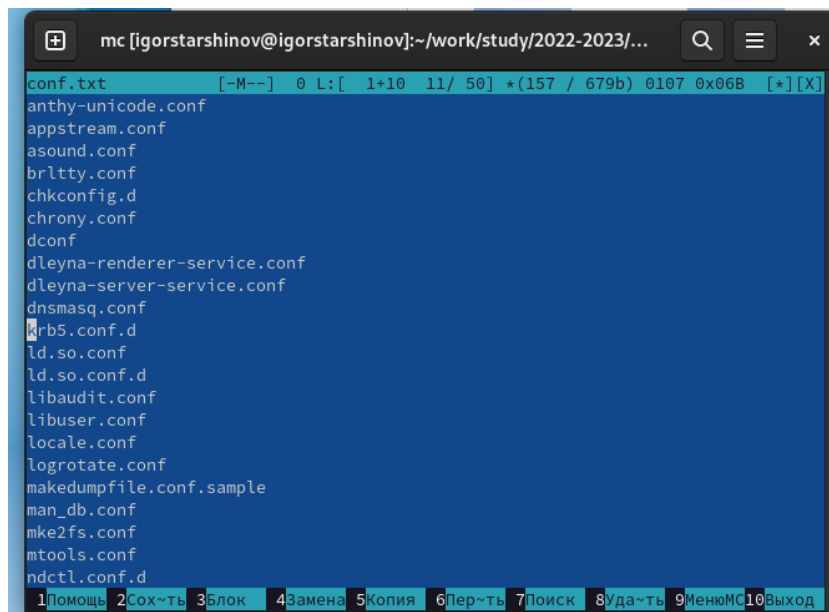 mc [igorstarshinov@igorstarshinov]:~/work/study/2022-2023/...
conf.txt [-M--] 0 L:[ 1+10 11/ 50] *(157 / 679b) 0107 0x06B [*][X]
anthy-unicode.conf
appstream.conf
asound.conf
brltty.conf
chkconfig.d
chrony.conf
dconf
dleyna-renderer-service.conf
dleyna-server-service.conf
dnsmasq.conf
krb5.conf.d
ld.so.conf
ld.so.conf.d
libaudit.conf
libuser.conf
locale.conf
logrotate.conf
makedumpfile.conf.sample
man_db.conf
mke2fs.conf
mtools.conf
ndctl.conf.d
1Помощь 2Сох~ть 3Блок 4Замена 5Копия 6Пер~ть 7Поиск 8Уда~ть 9МенюMC10Выход